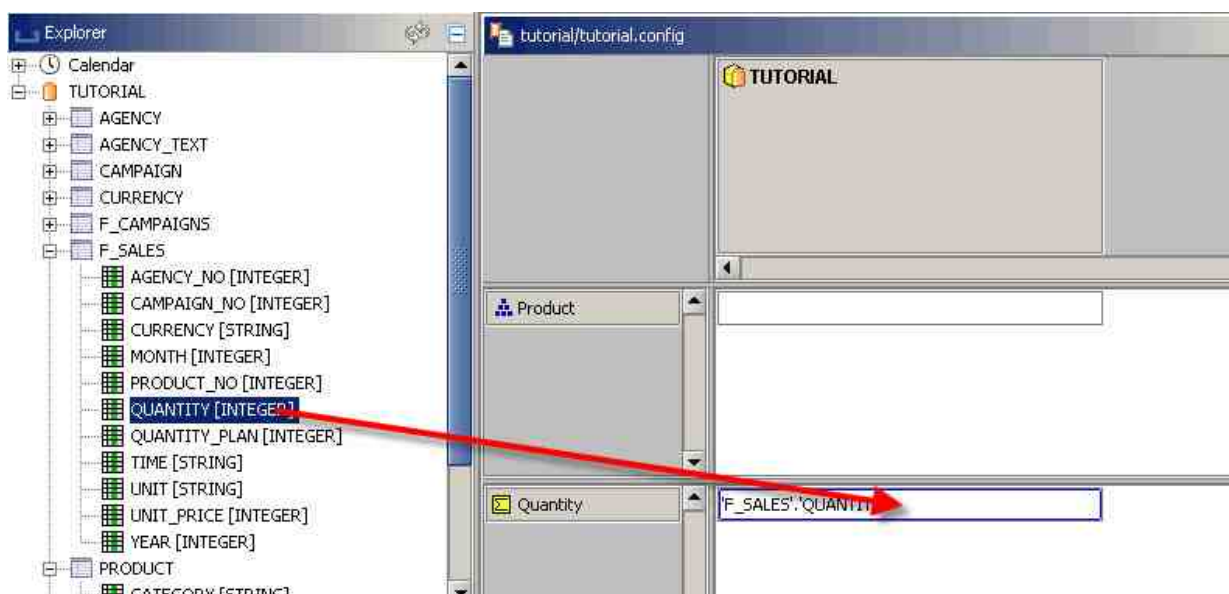 Explorer
Calendar
TUTORIAL
AGENCY
AGENCY_TEXT
CAMPAIGN
CURRENCY
F_CAMPAIGNS
F_SALES
AGENCY_NO [INTEGER]
CAMPAIGN_NO [INTEGER]
CURRENCY [STRING]
MONTH [INTEGER]
PRODUCT_NO [INTEGER]
QUANTITY [INTEGER]
QUANTITY_PLAN [INTEGER]
TIME [STRING]
UNIT [STRING]
UNIT_PRICE [INTEGER]
YEAR [INTEGER]
PRODUCT
CATEGORY [STRING]
tutorial/tutorial.config
TUTORIAL
Product
Quantity
'F_SALES'.'QUANTIT